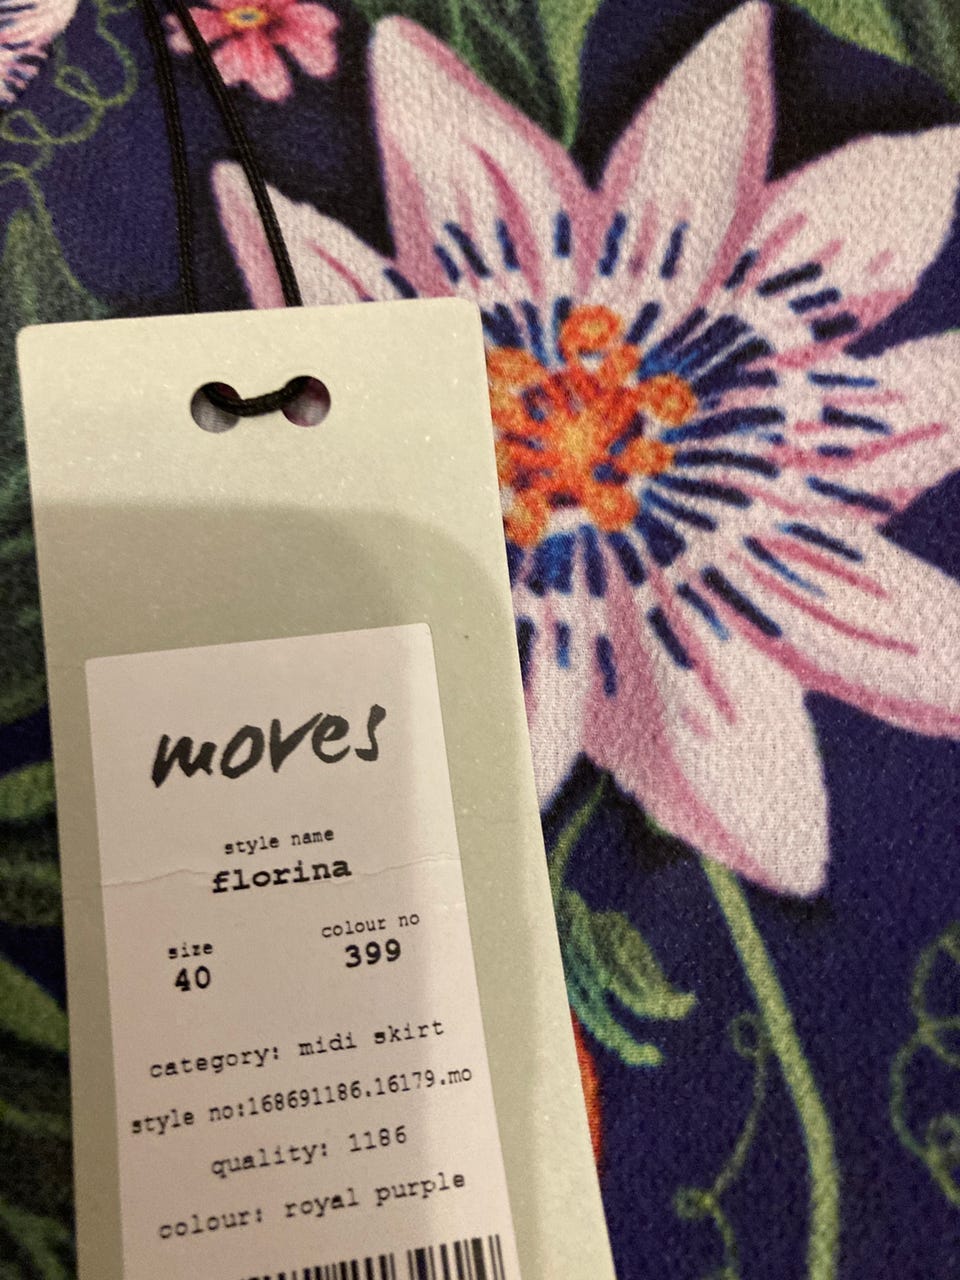 moves
style name
florina
size colour no
40 399
category: midi skirt
style no:168691186.16179.mo
quality: 1186
colour: royal purple